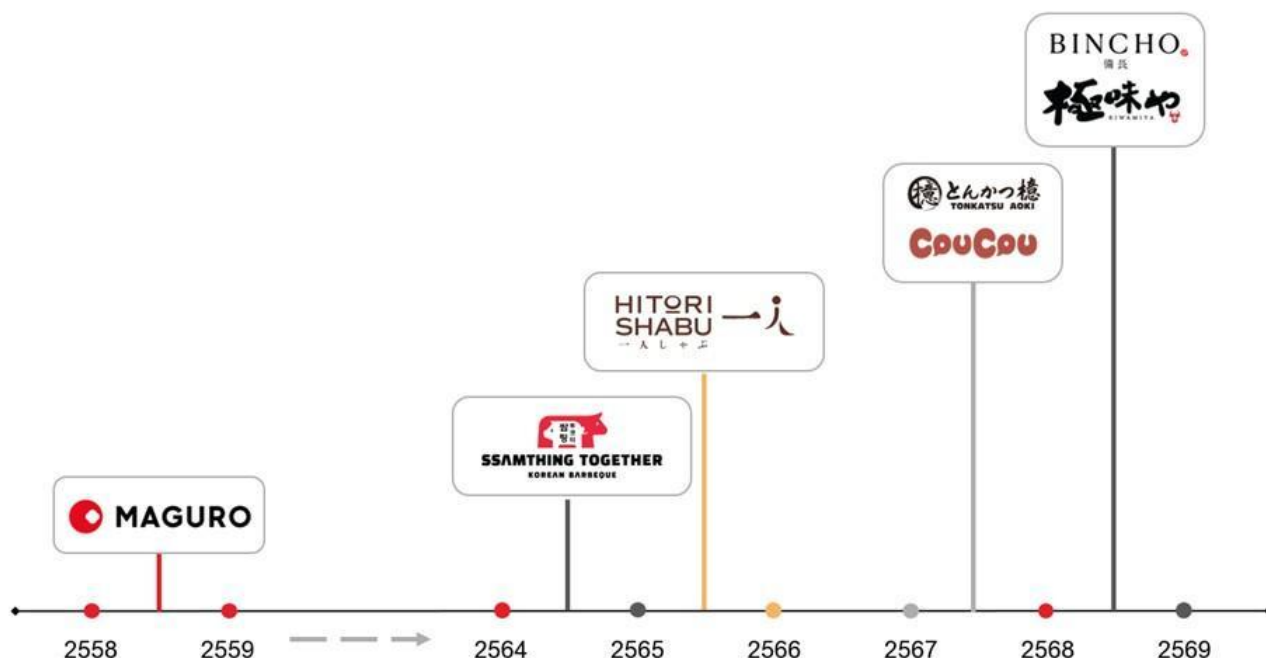 BINCHO
備長
極味や
KIWAMIYA
憶 とんかつ檍
TONKATSU AOKI
CouCou
HITORI
SHABU
一人
一人しゃぶ
SSAMTHING TOGETHER
KOREAN BARBEQUE
MAGURO
2558
2559
2564
2565
2566
2567
2568
2569